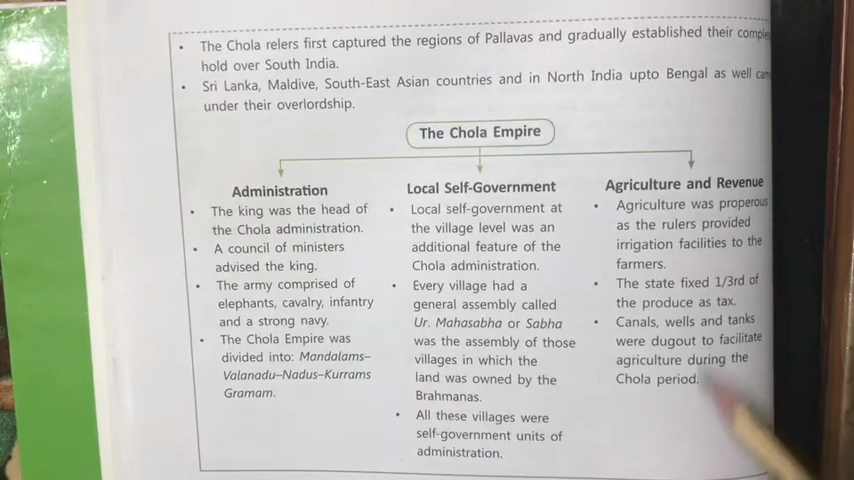 • The Chola relers first captured the regions of Pallavas and gradually established their
hold over South India.
• Sri Lanka, Maldive, South-East Asian countries and in North India upto Bengal as well
under their overlordship.
The Chola Empire
Administration
• The king was the head of
the Chola administration.
• A council of ministers
advised the king.
• The army comprised of
elephants, cavalry, infantry
and a strong navy.
• The Chola Empire was
divided into: Mandalams–
Valanadu–Nadus–Kurrams
Gramam.
Local Self-Government
• Local self-government at
the village level was an
additional feature of the
Chola administration.
• Every village had a
general assembly called
Ur. Mahasabha or Sabha
was the assembly of those
villages in which the
land was owned by the
Brahmanas.
• All these villages were
self-government units of
administration.
Agriculture and Revenue
• Agriculture was properous
as the rulers provided
irrigation facilities to the
farmers.
• The state fixed 1/3rd of
the produce as tax.
• Canals, wells and tanks
were dugout to facilitate
agriculture during the
Chola period.